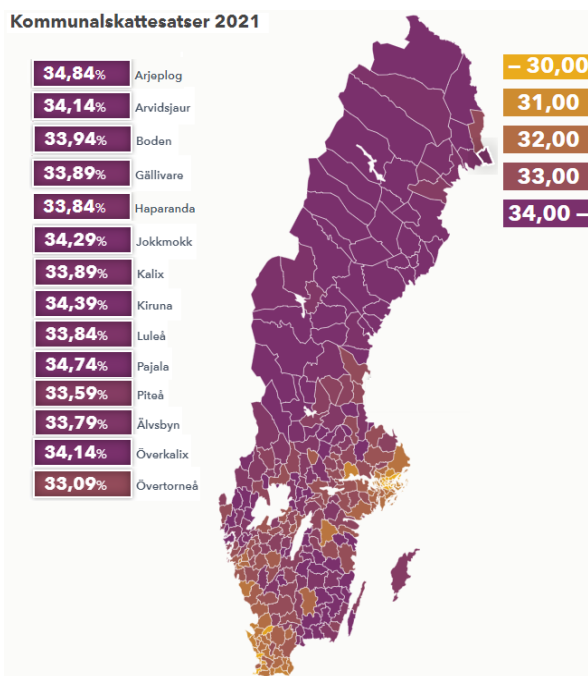 Kommunalskattesatser 2021
34,84% Arjeplog
34,14% Arvidsjaur
33,94% Boden
33,89% Gällivare
33,84% Haparanda
34,29% Jokkmokk
33,89% Kalix
34,39% Kiruna
33,84% Luleå
34,74% Pajala
33,59% Piteå
33,79% Älvsbyn
34,14% Överkalix
33,09% Övertorneå
– 30,00
31,00
32,00
33,00
34,00 –